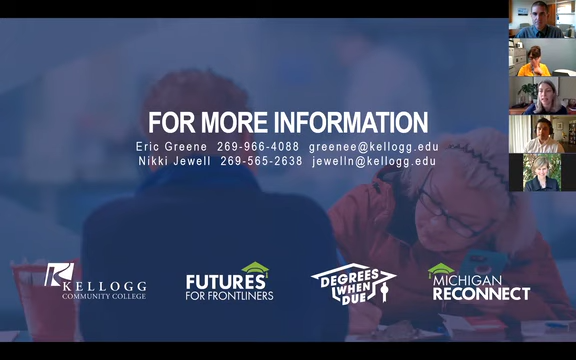 FOR MORE INFORMATION
Eric Greene 269-966-4088 greenee@kellogg.edu
Nikki Jewell 269-565-2638 jewelln@kellogg.edu
KELLOGG
COMMUNITY COLLEGE
FUTURES
FOR FRONTLINERS
DEGREES
WHEN
DUE
MICHIGAN
RECONNECT